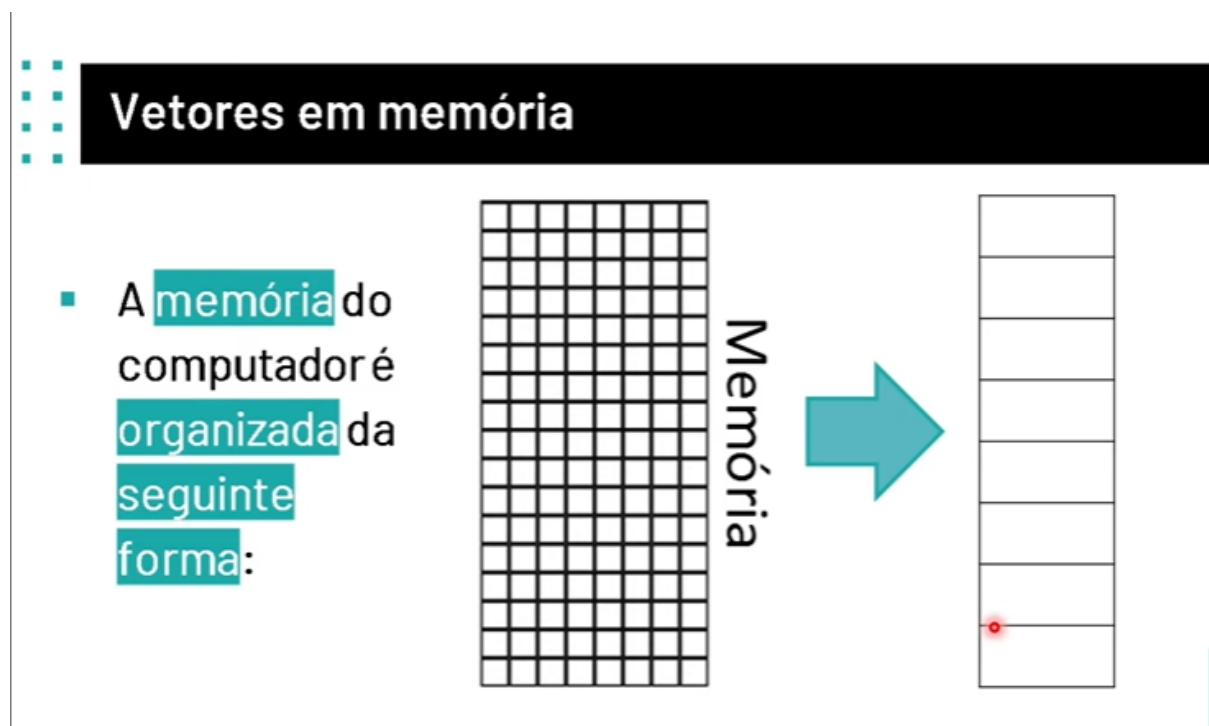 Vetores em memória
A memória do
computador é
organizada da
seguinte
forma:
Memória